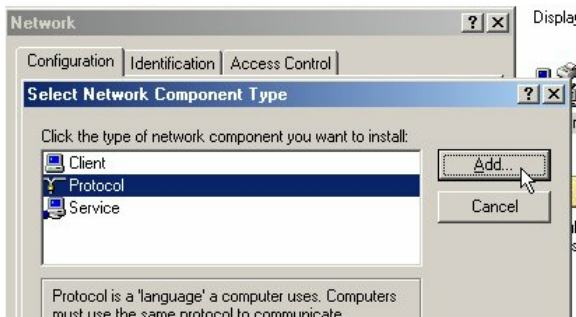 Network
Displa
Configuration Identification Access Control
Select Network Component Type
Click the type of network component you want to install:
Client
Protocol
Service
Add...
Cancel
Protocol is a 'language' a computer uses. Computers
must use the same protocol to communicate.